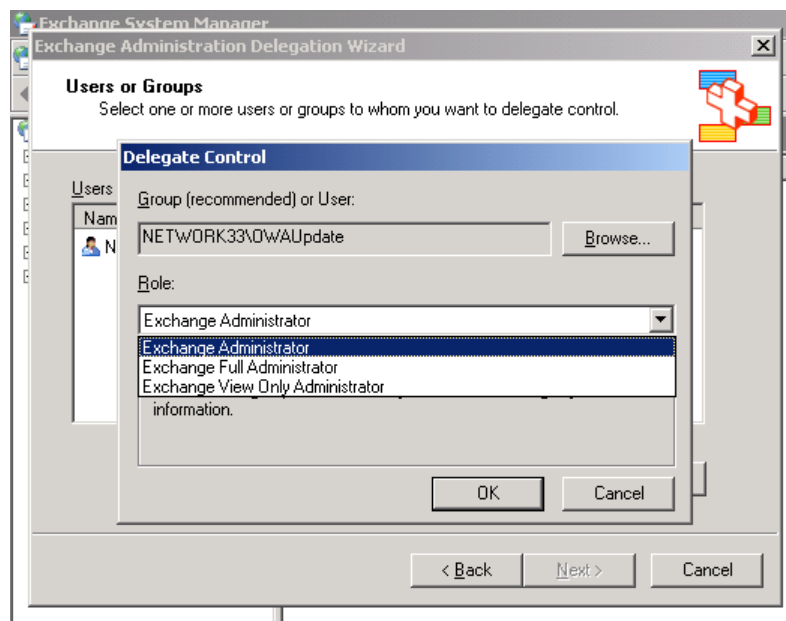 Exchange System Manager
Exchange Administration Delegation Wizard
Users or Groups
Select one or more users or groups to whom you want to delegate control.
Delegate Control
Users
Group (recommended) or User:
Nam
NETWORK33\OWAUpdate
Browse...
N
Role:
Exchange Administrator
Exchange Administrator
Exchange Full Administrator
Exchange View Only Administrator
information.
OK
Cancel
< Back
Next >
Cancel